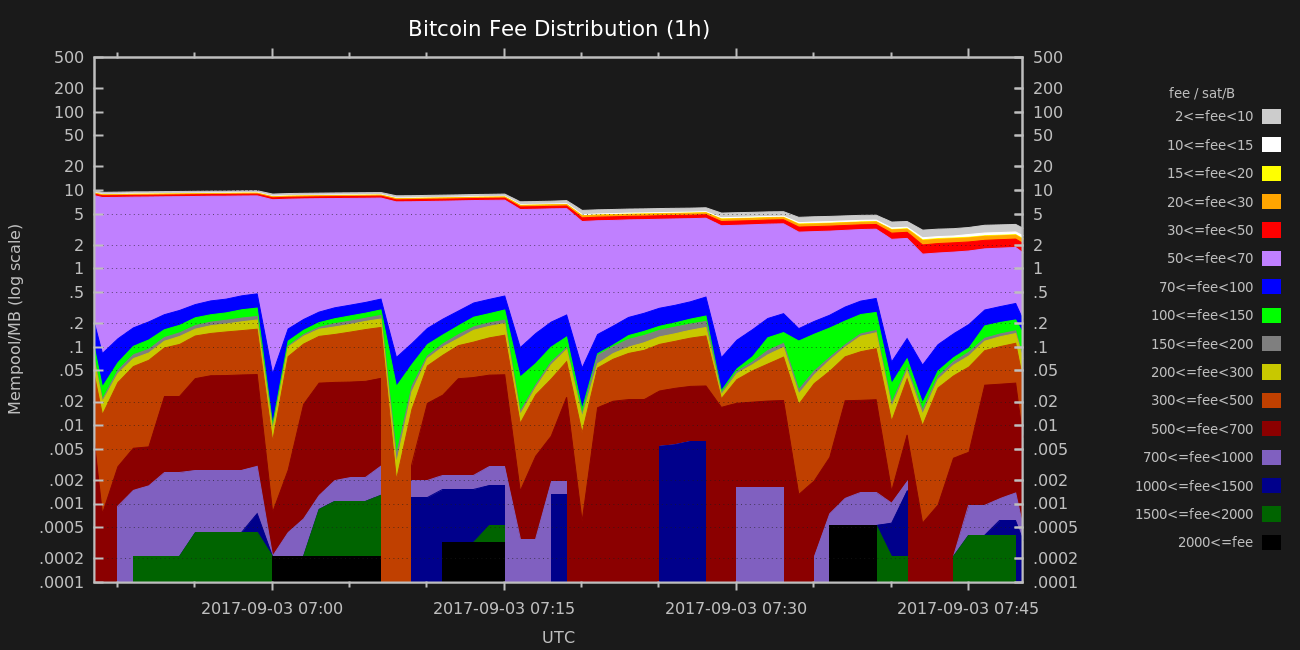 Bitcoin Fee Distribution (1h)
500
200
100
50
20
10
5
2
1
.5
.2
.1
.05
.02
.01
.005
.002
.001
.0005
.0002
.0001
Mempool/MB (log scale)
500
200
100
50
20
10
5
2
1
.5
.2
.1
.05
.02
.01
.005
.002
.001
.0005
.0002
.0001
2017-09-03 07:00 2017-09-03 07:15 2017-09-03 07:30 2017-09-03 07:45
UTC
fee / sat/B
2<=fee<10
10<=fee<15
15<=fee<20
20<=fee<30
30<=fee<50
50<=fee<70
70<=fee<100
100<=fee<150
150<=fee<200
200<=fee<300
300<=fee<500
500<=fee<700
700<=fee<1000
1000<=fee<1500
1500<=fee<2000
2000<=fee